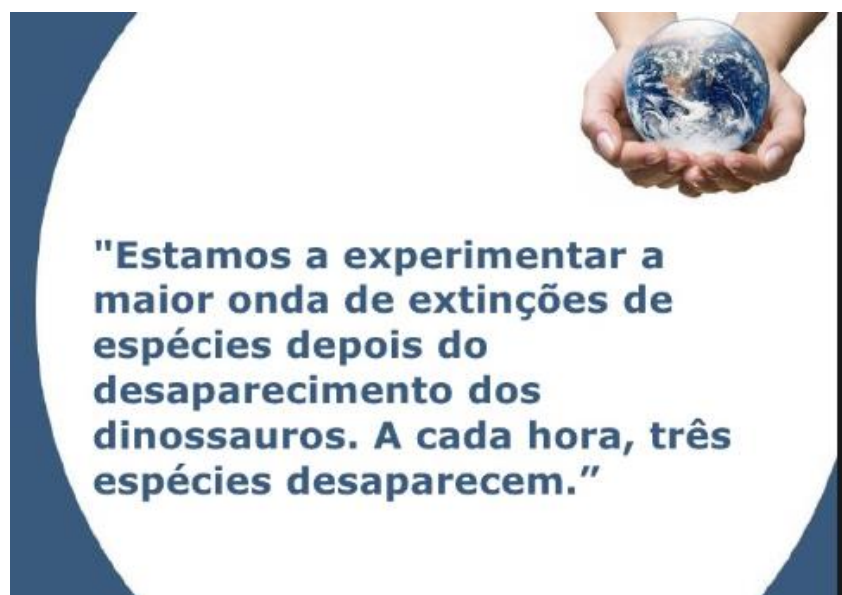 "Estamos a experimentar a
maior onda de extinções de
espécies depois do
desaparecimento dos
dinossauros. A cada hora, três
espécies desaparecem.”